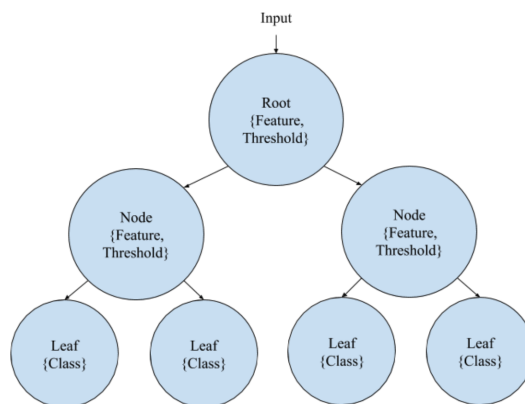 Input
Root
{Feature,
Threshold}
Node
{Feature,
Threshold}
Node
{Feature,
Threshold}
Leaf
{Class}
Leaf
{Class}
Leaf
{Class}
Leaf
{Class}